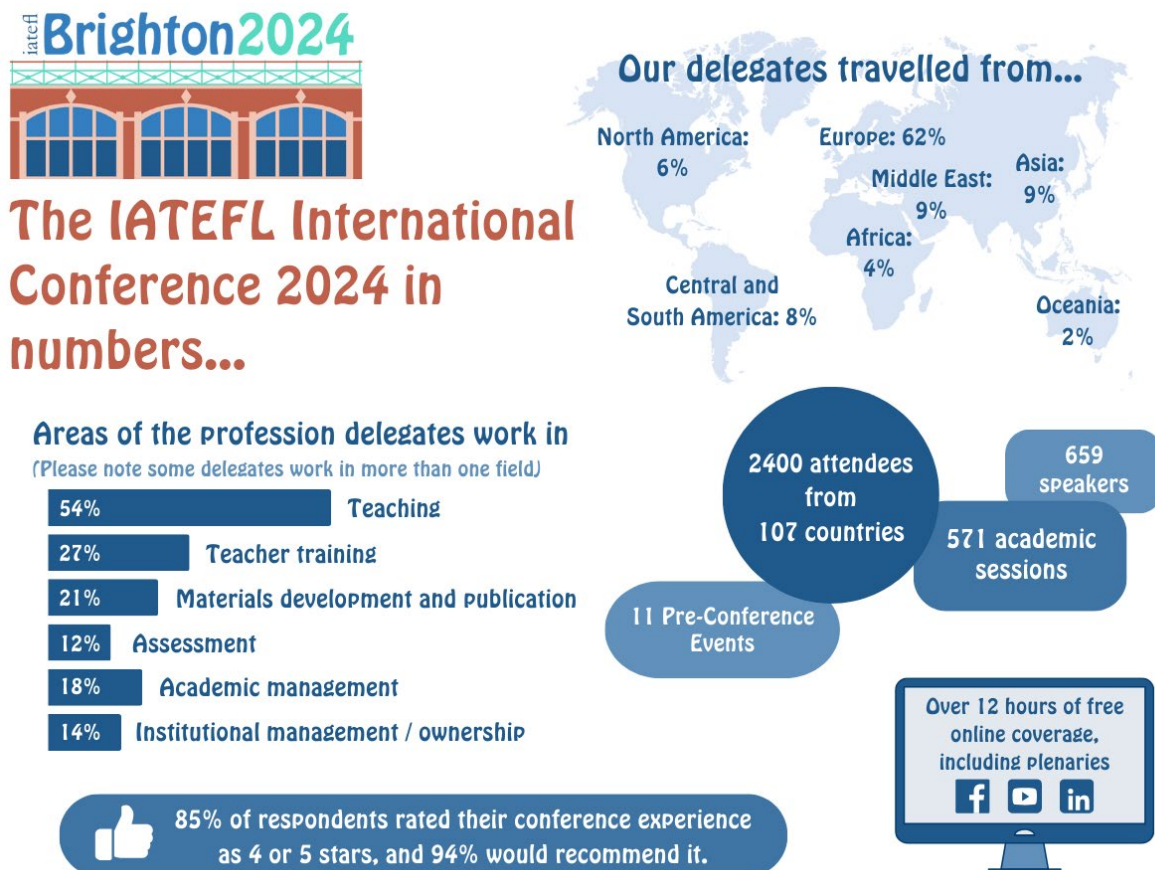 iatefl Brighton 2024
The IATEFL International
Conference 2024 in
numbers...
Our delegates travelled from...
North America:
6%
Europe: 62%
Middle East:
9%
Asia:
9%
Africa:
4%
Central and
South America: 8%
Oceania:
2%
Areas of the profession delegates work in
(Please note some delegates work in more than one field)
54% Teaching
27% Teacher training
21% Materials development and publication
12% Assessment
18% Academic management
14% Institutional management / ownership
2400 attendees
from
107 countries
659
speakers
571 academic
sessions
11 Pre-Conference
Events
Over 12 hours of free
online coverage,
including plenaries
f in
85% of respondents rated their conference experience
as 4 or 5 stars, and 94% would recommend it.